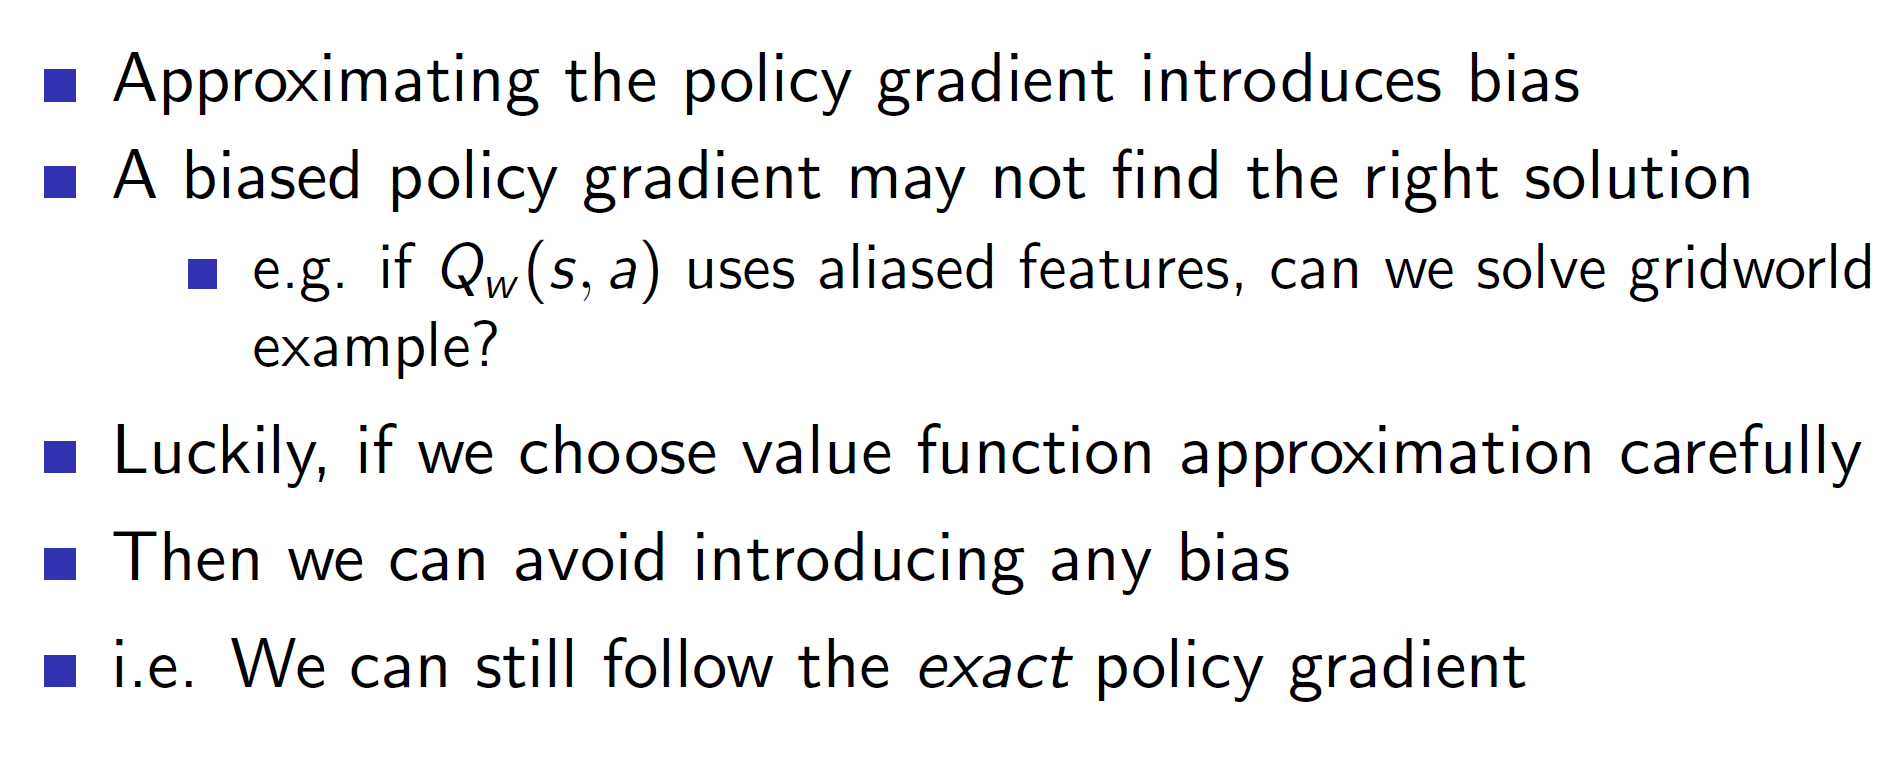 Approximating the policy gradient introduces bias
A biased policy gradient may not find the right solution
e.g. if Q_w(s, a) uses aliased features, can we solve gridworld
example?
Luckily, if we choose value function approximation carefully
Then we can avoid introducing any bias
i.e. We can still follow the exact policy gradient